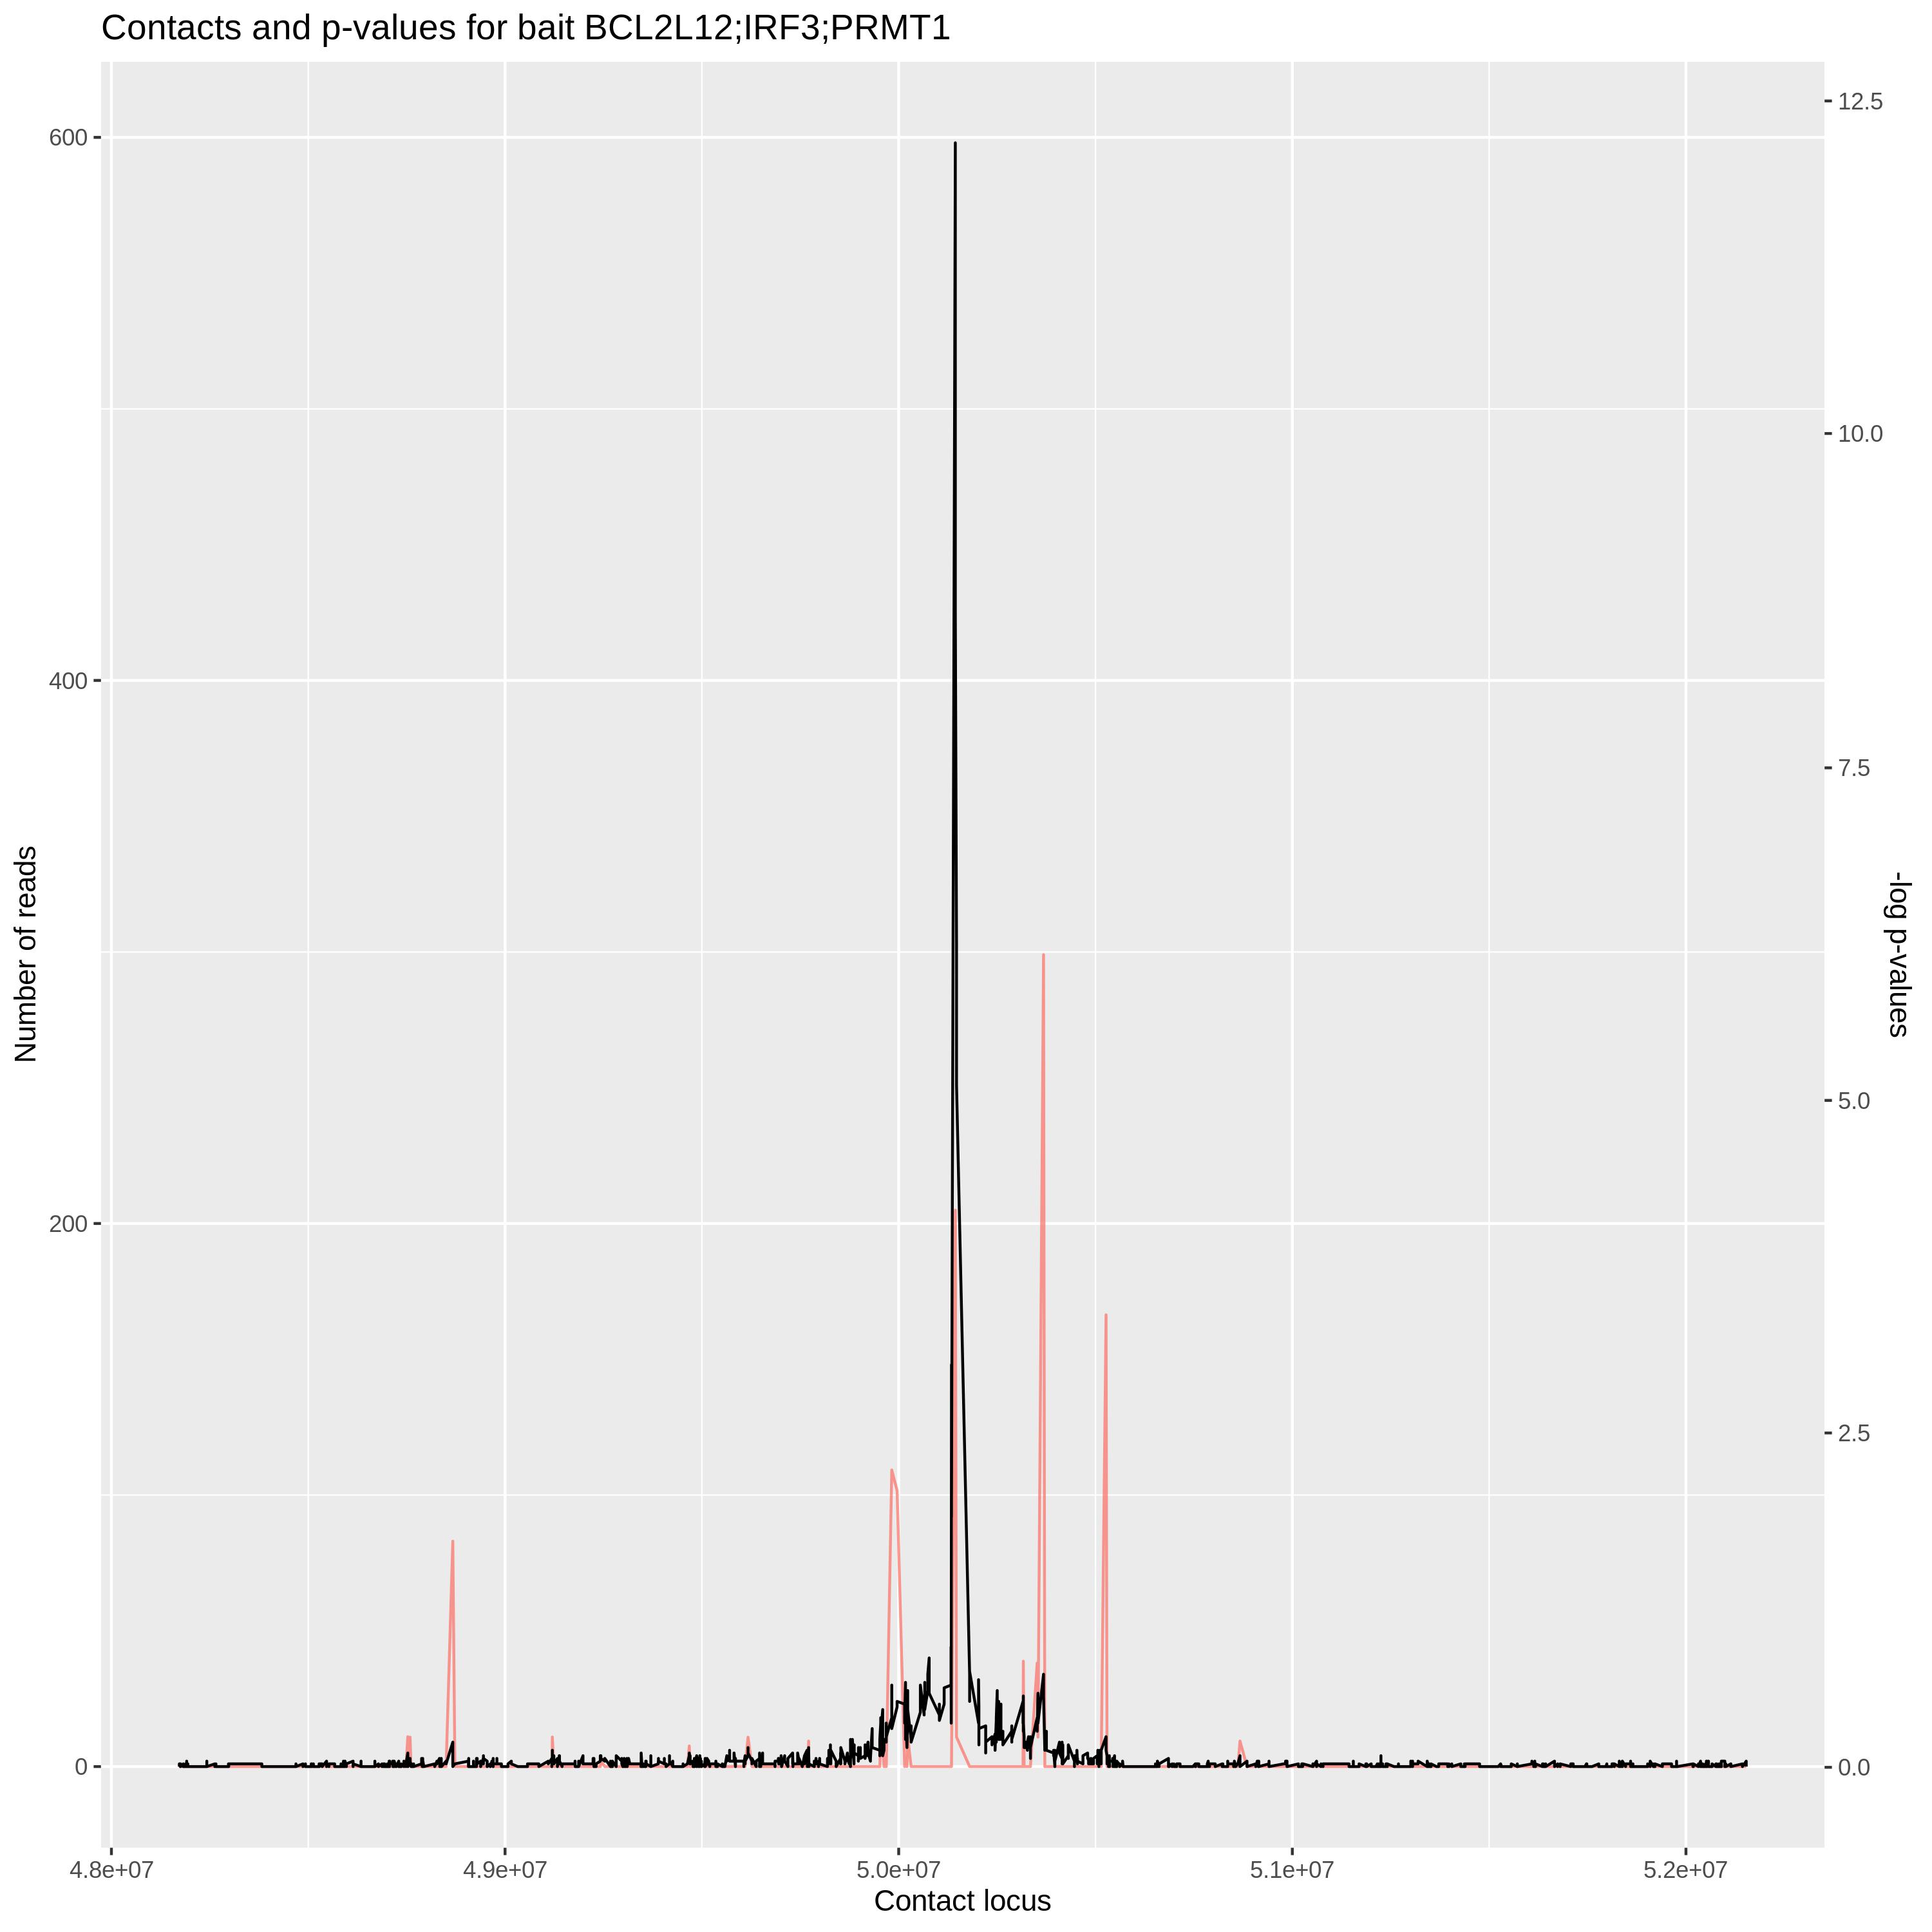 Contacts and p-values for bait BCL2L12;IRF3;PRMT1
600
400
200
0
Number of reads
12.5
10.0
7.5
5.0
2.5
0.0
-log p-values
4.8e+07
4.9e+07
5.0e+07
5.1e+07
5.2e+07
Contact locus